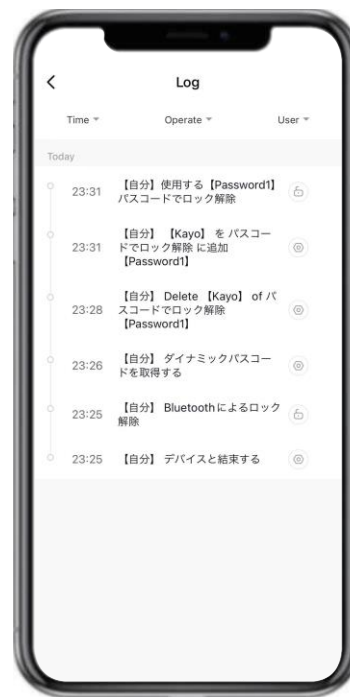 Log
Time Operate User
Today
23:31 【自分】使用する【Password1】
パスコードでロック解除
23:31 【自分】 【Kayo】 を パスコー
ドでロック解除 に追加
【Password1】
23:28 【自分】 Delete 【Kayo】 of パ
スコードでロック解除
【Password1】
23:26 【自分】 ダイナミックパスコー
ドを取得する
23:25 【自分】 Bluetoothによるロック
解除
23:25 【自分】 デバイスと結束する